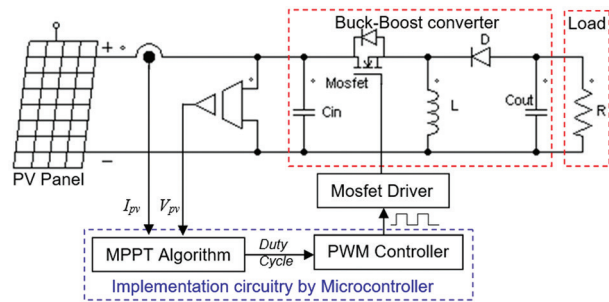 Buck-Boost converter
Load
+
D
Mosfet
Cin
L
Cout
R
−
PV Panel
Ipv
Vpv
Mosfet Driver
MPPT Algorithm
Duty
Cycle
PWM Controller
Implementation circuitry by Microcontroller